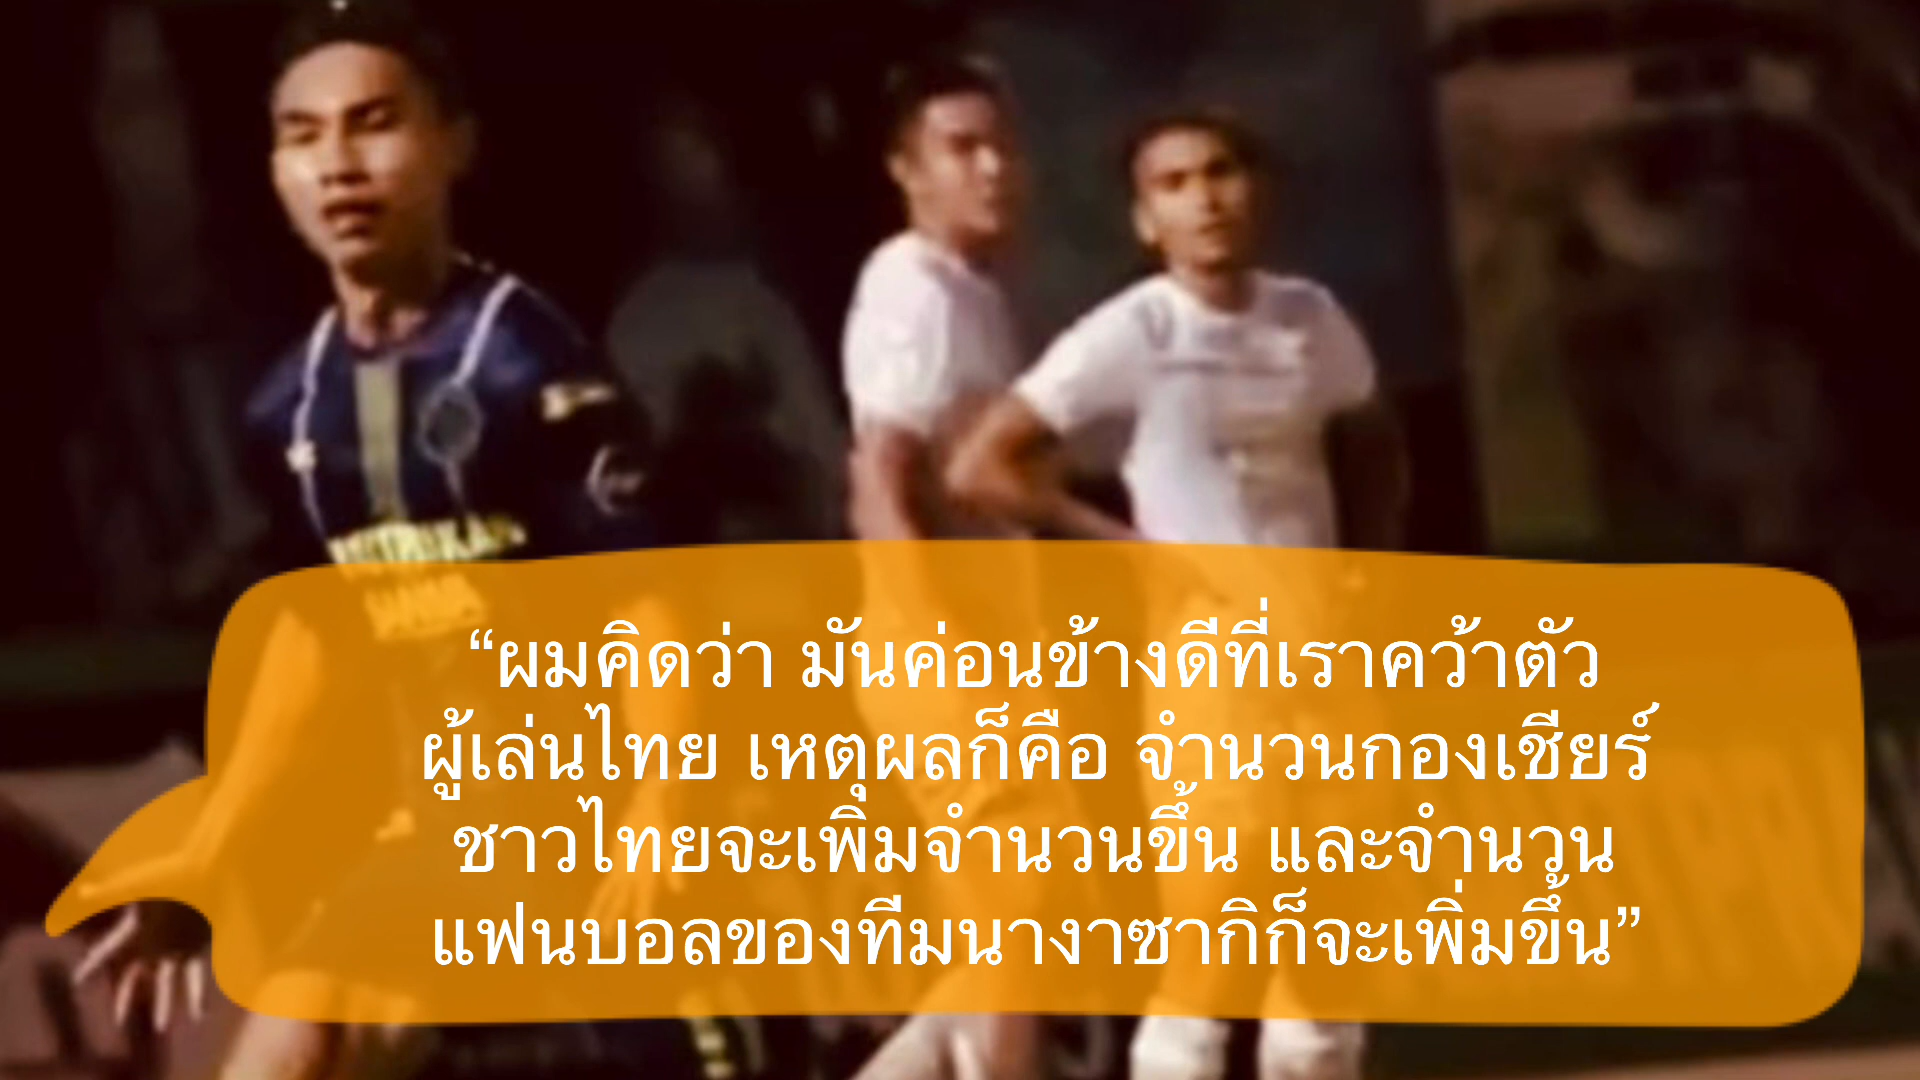 “ผมคิดว่า มันค่อนข้างดีที่เราคว้าตัว
ผู้เล่นไทย เหตุผลก็คือ จำนวนกองเชียร์
ชาวไทยจะเพิ่มจำนวนขึ้น และจำนวน
แฟนบอลของทีมนางาซากิก็จะเพิ่มขึ้น”